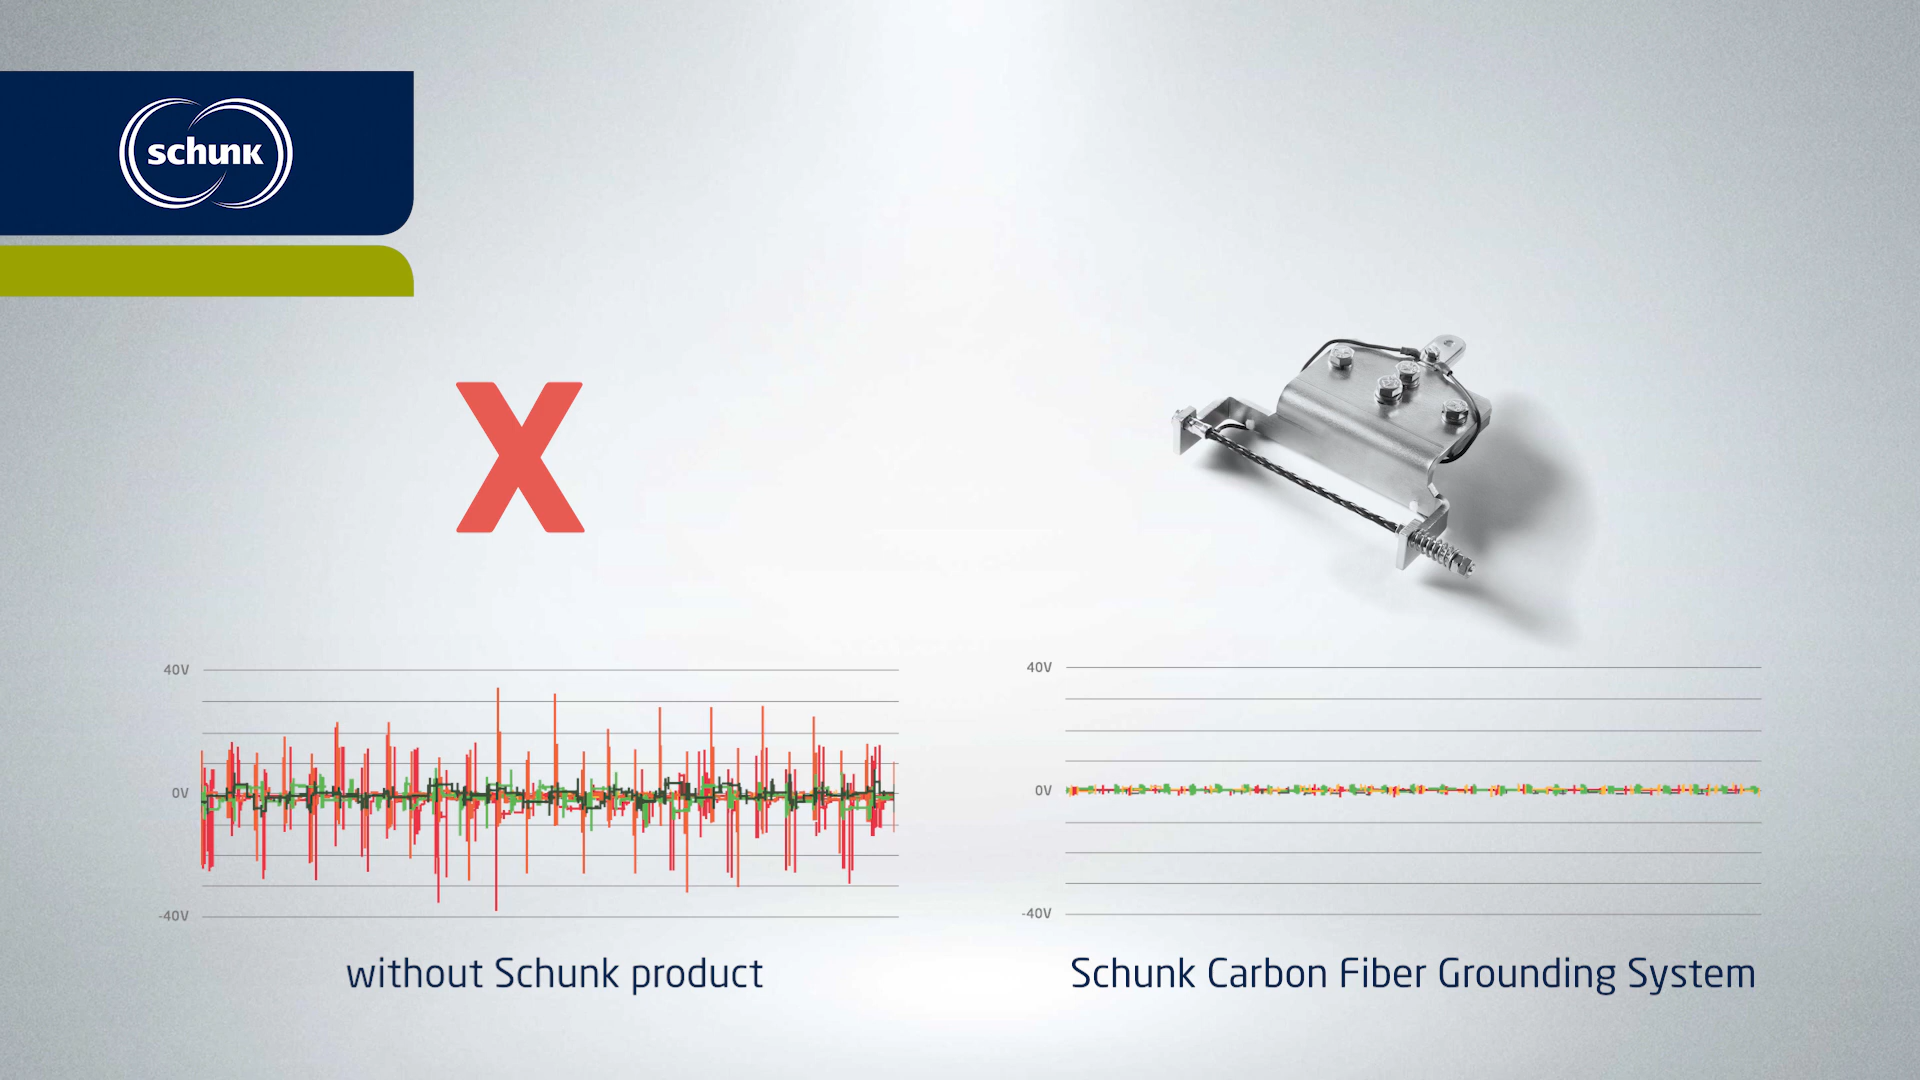 schunk
X
40V
0V
-40V
without Schunk product
40V
0V
-40V
Schunk Carbon Fiber Grounding System